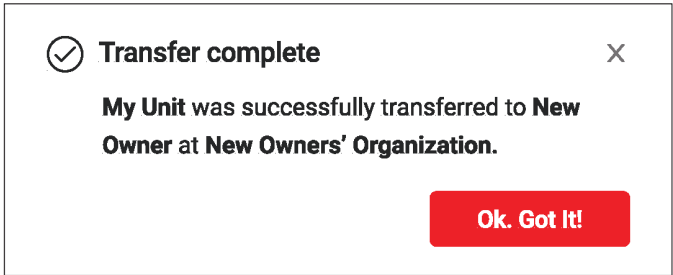 Transfer complete X
My Unit was successfully transferred to New
Owner at New Owners’ Organization.
Ok. Got It!